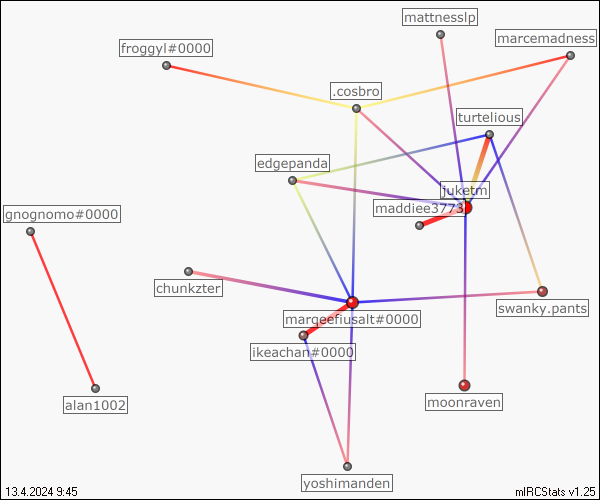 mattnesslp
marcemadness
froggyl#0000
.cosbro
turtelious
edgepanda
juketm
maddiee3773
gnognomo#0000
chunkzter
swanky.pants
margeefiusalt#0000
ikeachan#0000
moonraven
alan1002
yoshimanden
13.4.2024 9:45
mIRCStats v1.25